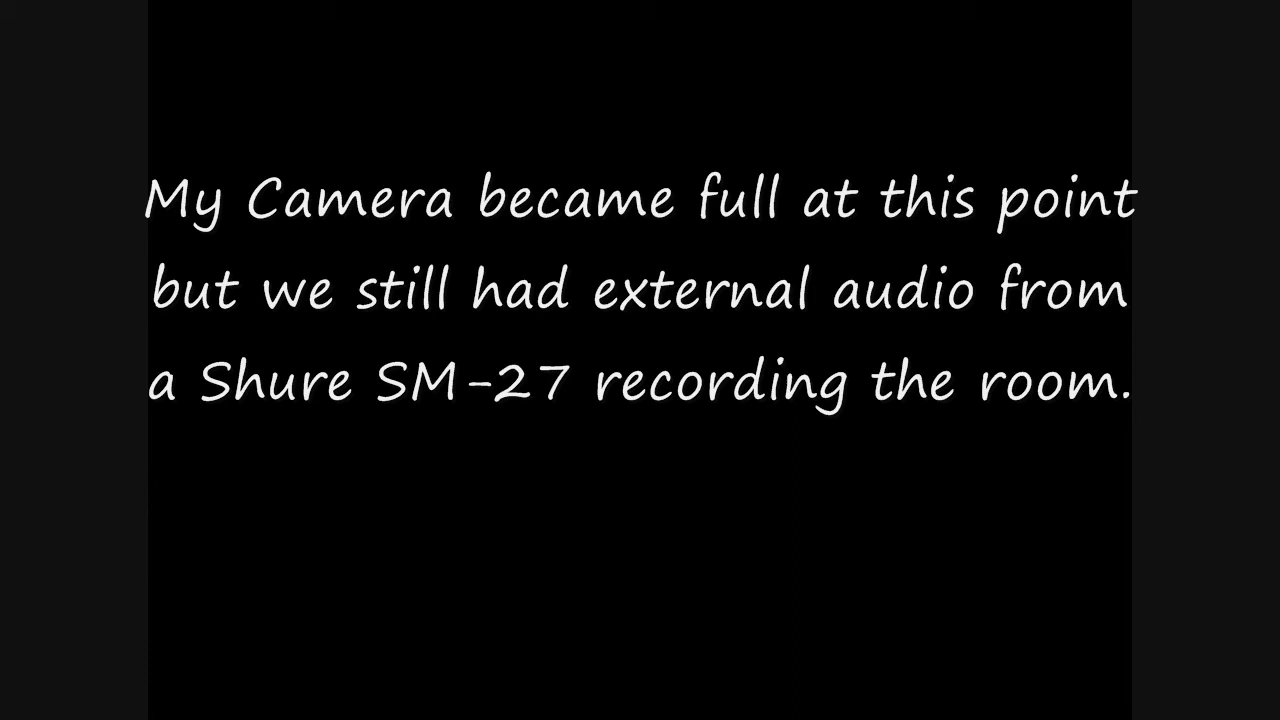 My Camera became full at this point
but we still had external audio from
a Shure SM-27 recording the room.